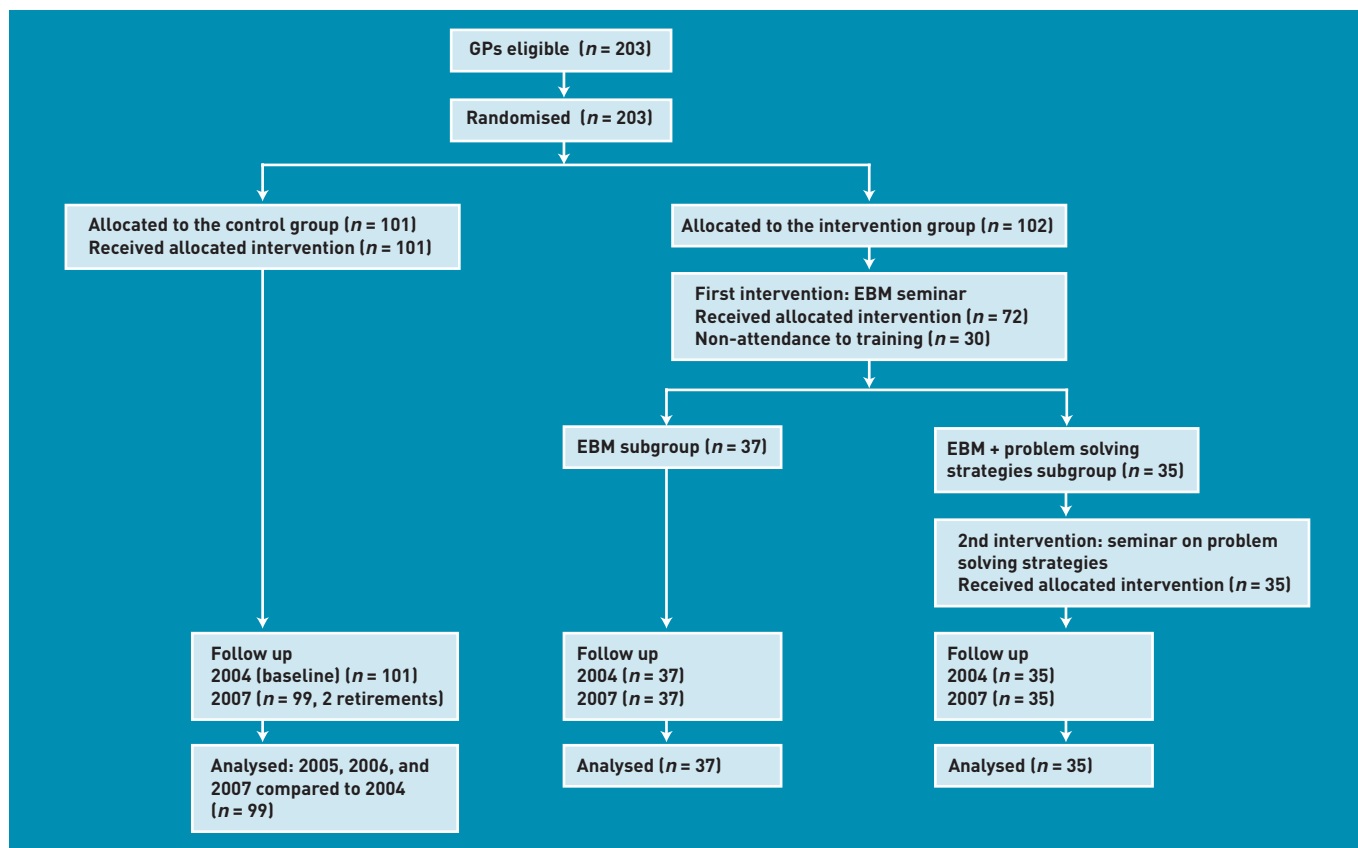 GPs eligible (n = 203)
Randomised (n = 203)
Allocated to the control group (n = 101)
Received allocated intervention (n = 101)
Allocated to the intervention group (n = 102)
First intervention: EBM seminar
Received allocated intervention (n = 72)
Non-attendance to training (n = 30)
EBM subgroup (n = 37)
EBM + problem solving
strategies subgroup (n = 35)
2nd intervention: seminar on problem
solving strategies
Received allocated intervention (n = 35)
Follow up
2004 (baseline) (n = 101)
2007 (n = 99, 2 retirements)
Follow up
2004 (n = 37)
2007 (n = 37)
Follow up
2004 (n = 35)
2007 (n = 35)
Analysed: 2005, 2006, and
2007 compared to 2004
(n = 99)
Analysed (n = 37)
Analysed (n = 35)